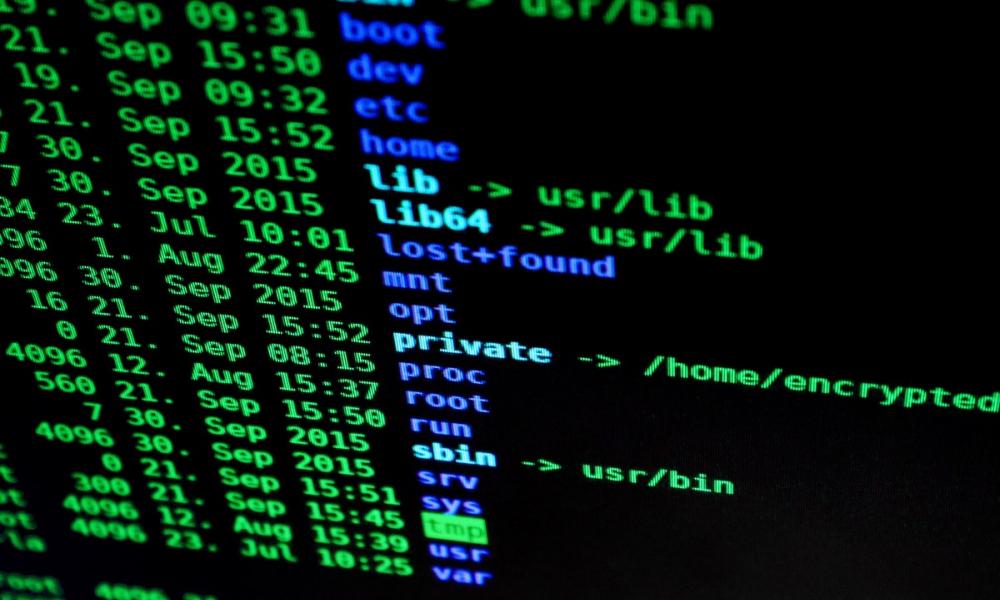 bin -> usr/bin
19. Sep 09:31 boot
21. Sep 15:50 dev
19. Sep 09:32 etc
21. Sep 15:52 home
7 30. Sep 2015 lib -> usr/lib
7 30. Sep 2015 lib64 -> usr/lib
84 23. Jul 10:01 lost+found
096 1. Aug 22:45 mnt
096 30. Sep 2015 opt
16 21. Sep 15:52 private -> /home/encrypted
0 21. Sep 08:15 proc
4096 12. Aug 15:37 root
560 21. Sep 15:50 run
7 30. Sep 2015 sbin -> usr/bin
4096 30. Sep 2015 srv
0 21. Sep 15:51 sys
300 21. Sep 15:45 tmp
4096 12. Aug 15:39 usr
4096 23. Jul 10:25 var